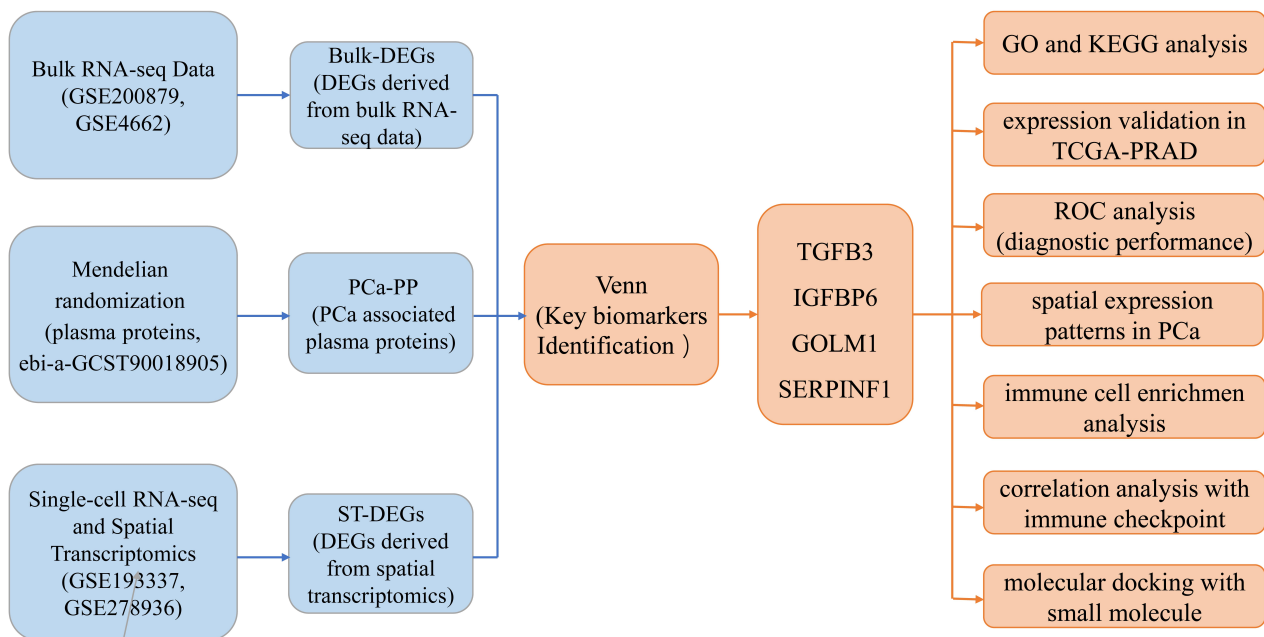 Bulk RNA-seq Data
(GSE200879,
GSE4662)
Bulk-DEGs
(DEGs derived
from bulk RNA-
seq data)
Mendelian
randomization
(plasma proteins,
ebi-a-GCST90018905)
PCa-PP
(PCa associated
plasma proteins)
Single-cell RNA-seq
and Spatial
Transcriptomics
(GSE193337,
GSE278936)
ST-DEGs
(DEGs derived
from spatial
transcriptomics)
Venn
(Key biomarkers
Identification )
TGFB3
IGFBP6
GOLM1
SERPINF1
GO and KEGG analysis
expression validation in
TCGA-PRAD
ROC analysis
(diagnostic performance)
spatial expression
patterns in PCa
immune cell enrichmen
analysis
correlation analysis with
immune checkpoint
molecular docking with
small molecule